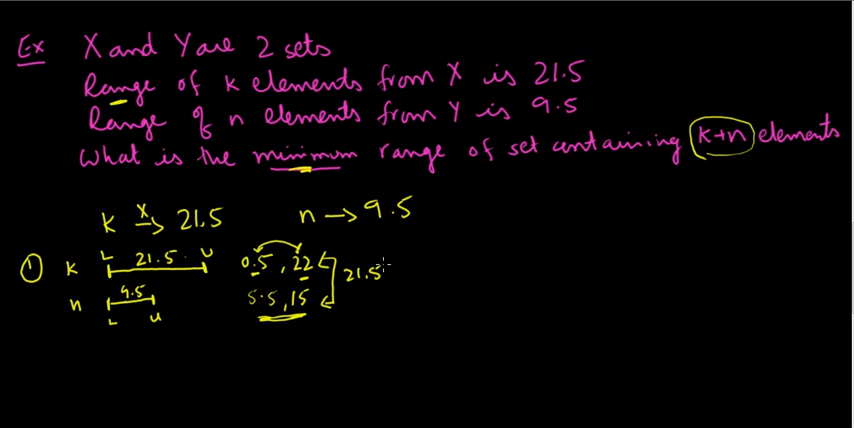 Ex X and Y are 2 sets
Range of k elements from X is 21.5
Range of n elements from Y is 9.5
What is the minimum range of set containing k+n elements
k X→ 21.5 n → 9.5
① k L 21.5 U 0.5, 22 21.5
n 9.5 L U 5.5, 15